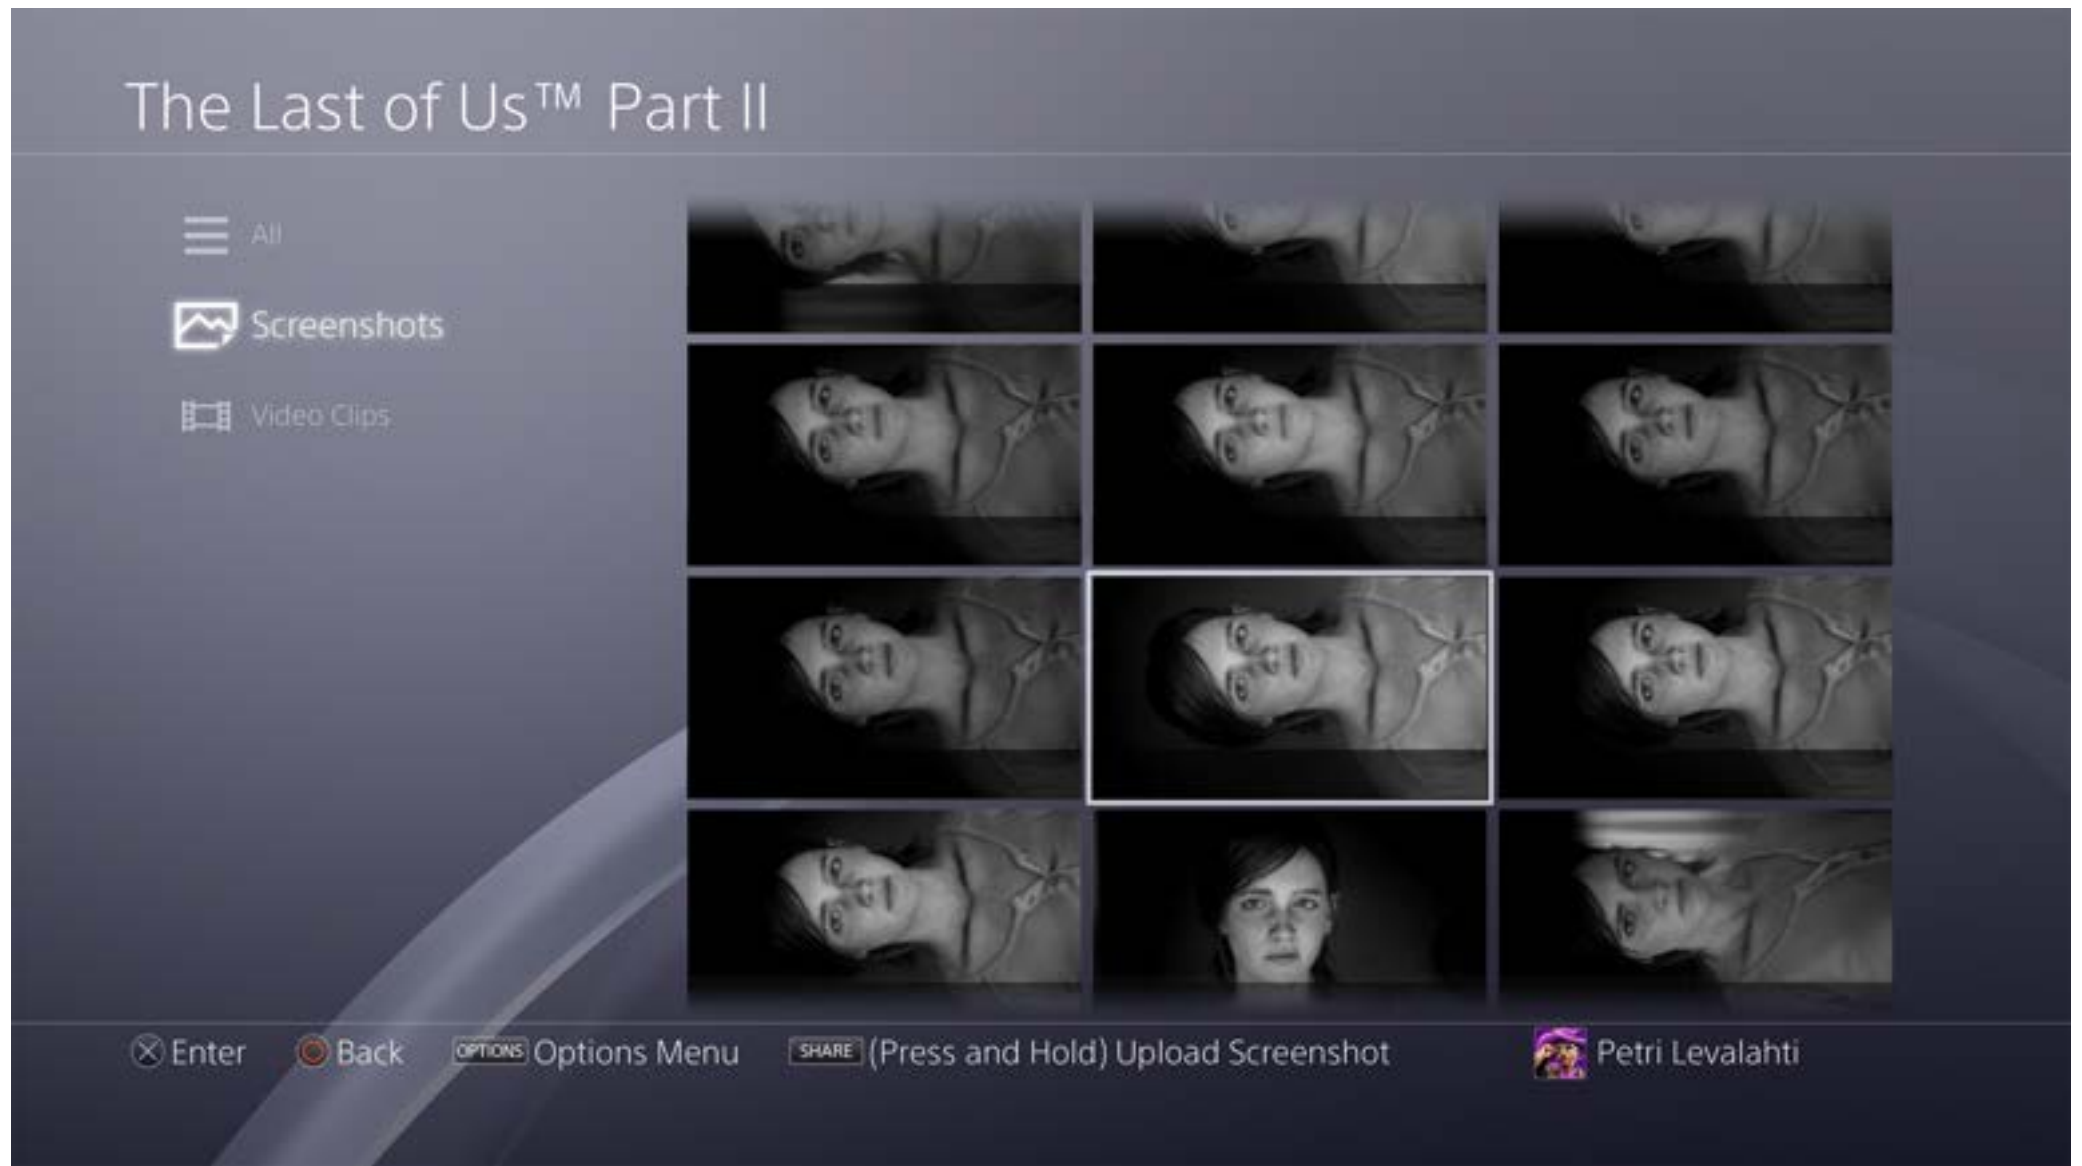 The Last of Us™ Part II
All
Screenshots
Video Clips
Enter
Back
OPTIONS Options Menu
SHARE (Press and Hold) Upload Screenshot
Petri Levalahti